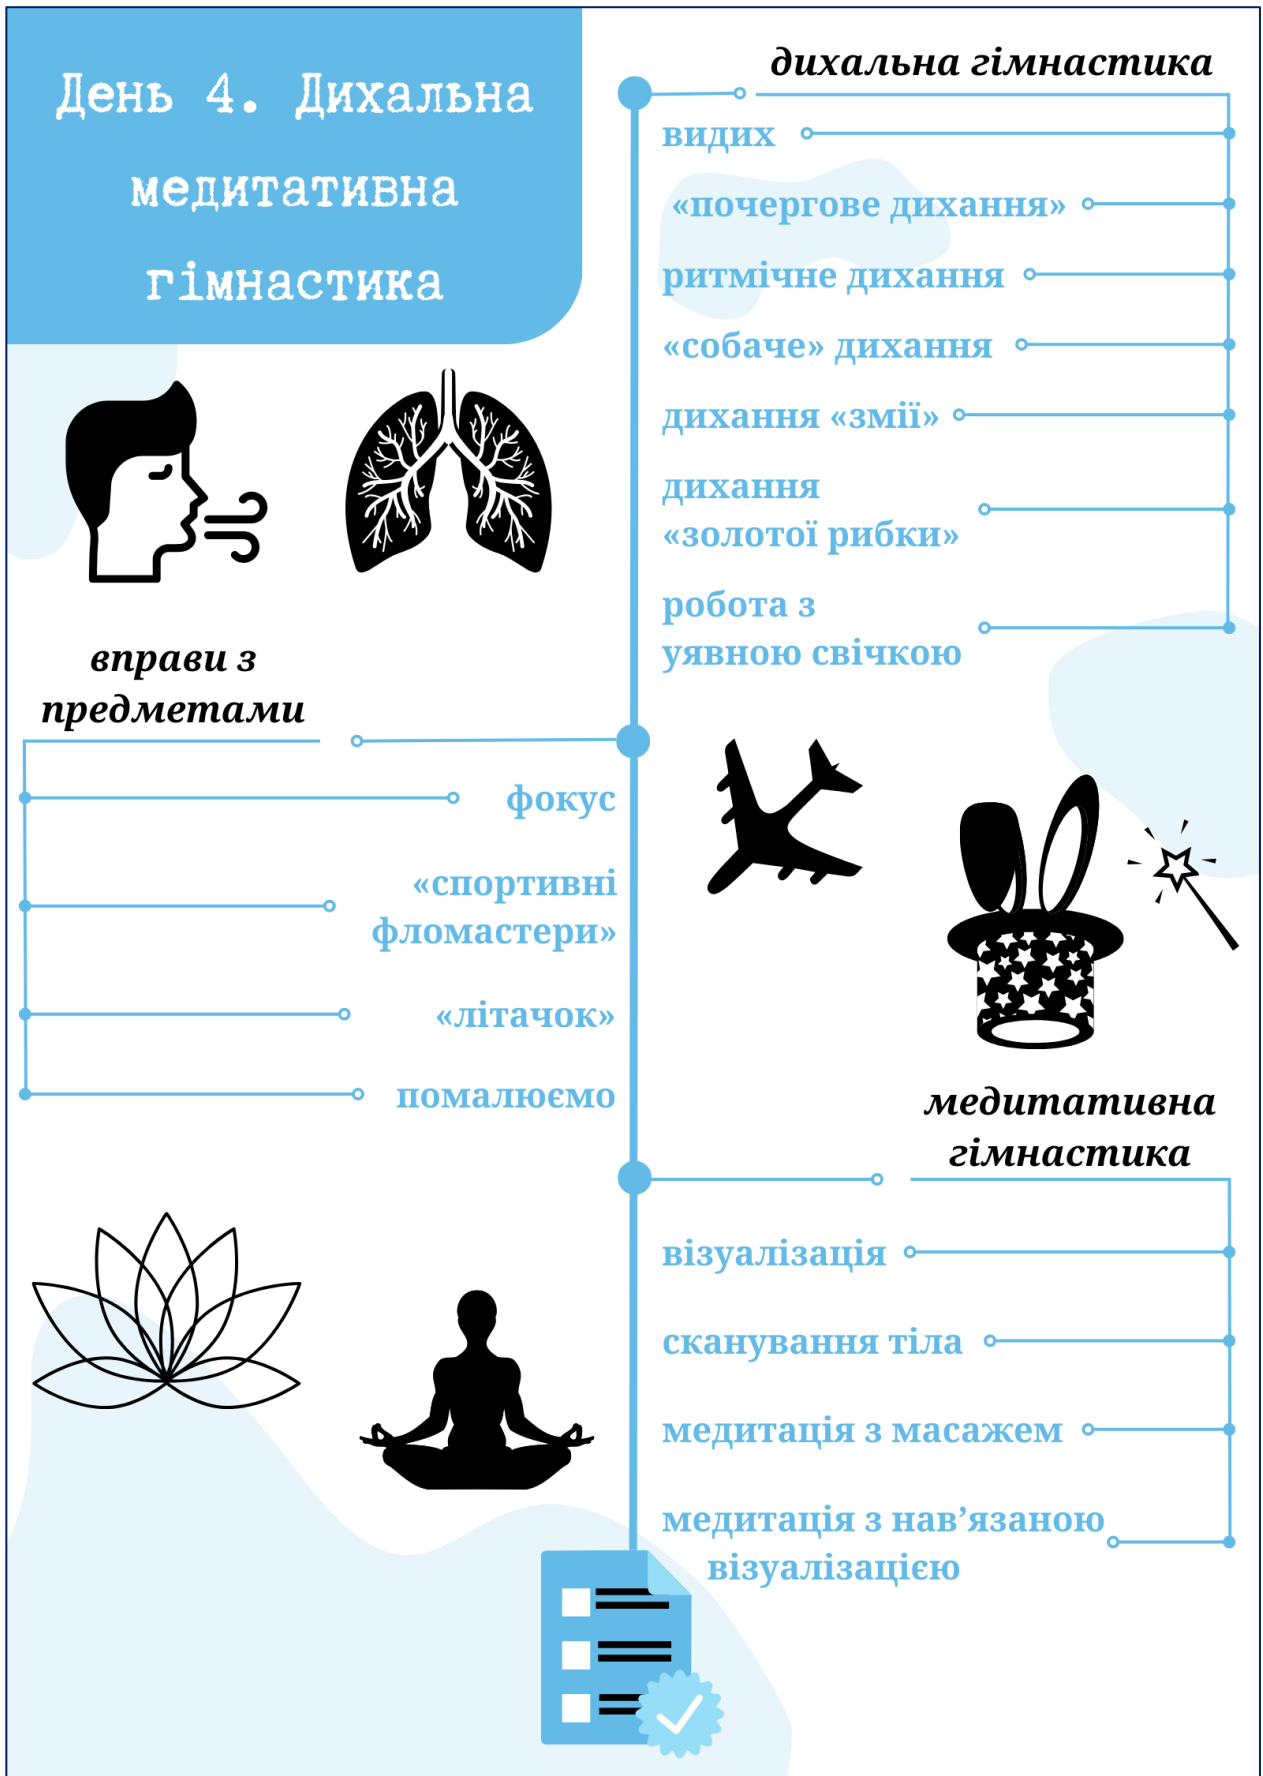 День 4. Дихальна
медитативна
гімнастика
дихальна гімнастика
видих
«почергове дихання»
ритмічне дихання
«собаче» дихання
дихання «змії»
дихання
«золотої рибки»
робота з
уявною свічкою
вправи з
предметами
фокус
«спортивні
фломастери»
«літачок»
помалюємо
медитативна
гімнастика
візуалізація
сканування тіла
медитація з масажем
медитація з нав’язаною
візуалізацією